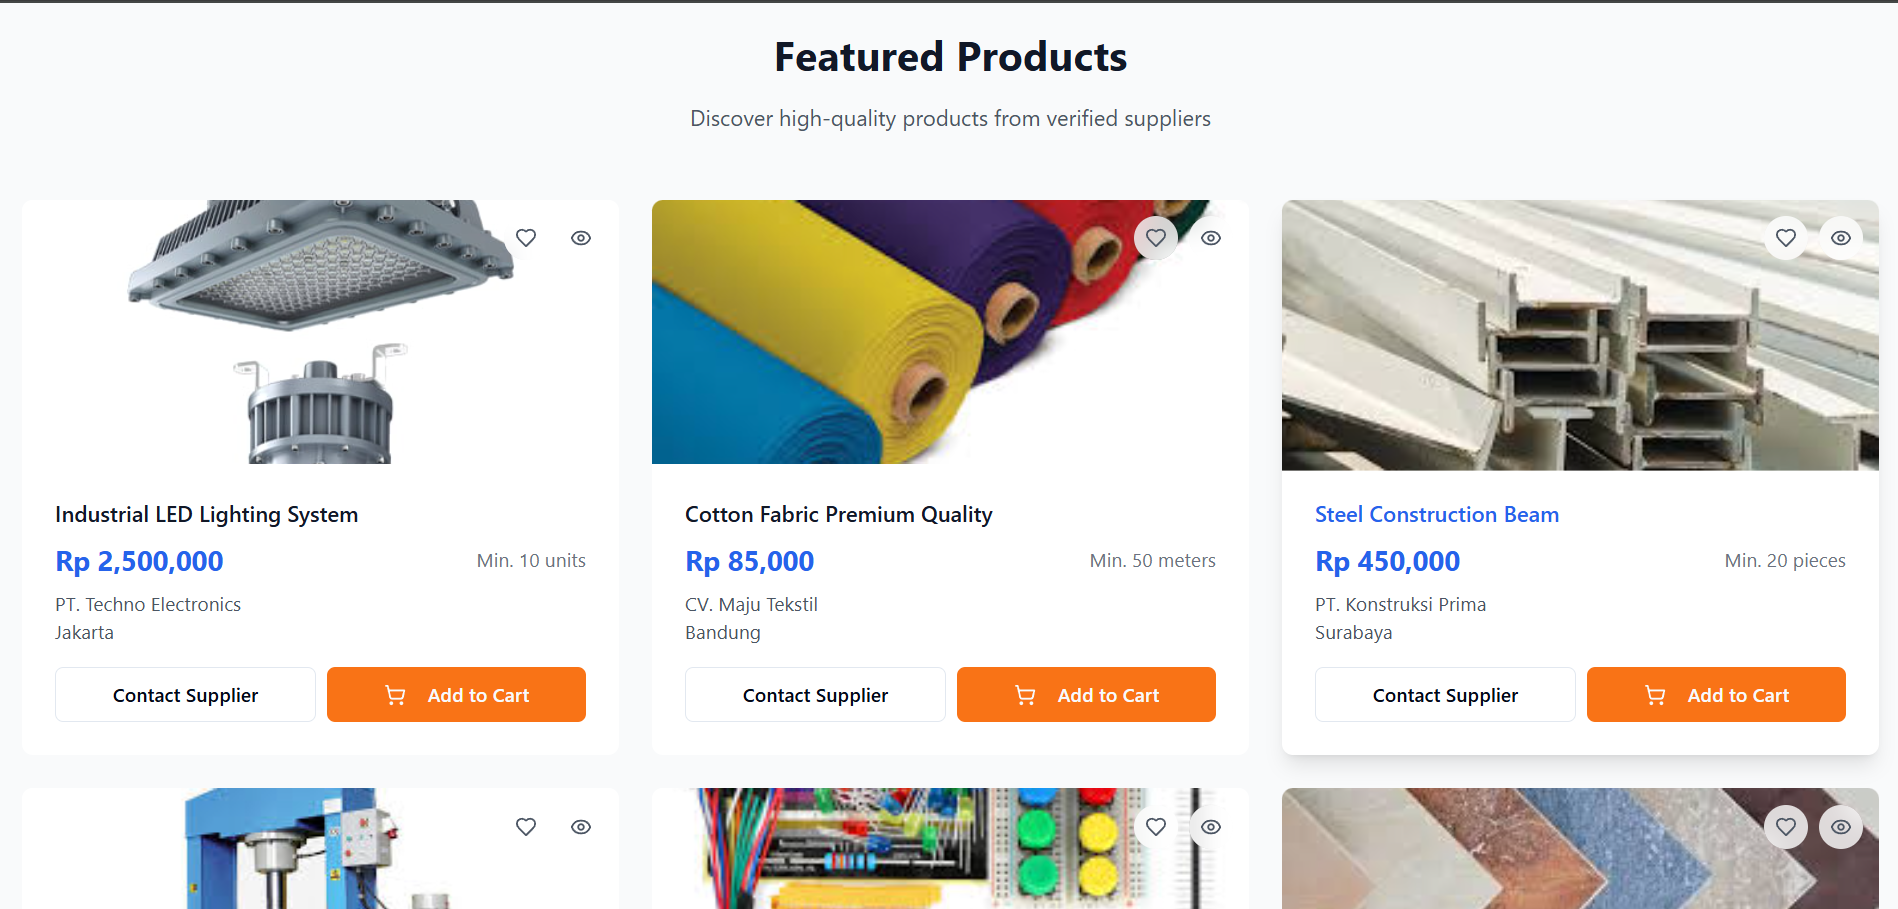 Featured Products
Discover high-quality products from verified suppliers
Industrial LED Lighting System
Rp 2,500,000
Min. 10 units
PT. Techno Electronics
Jakarta
Contact Supplier
Add to Cart
Cotton Fabric Premium Quality
Rp 85,000
Min. 50 meters
CV. Maju Tekstil
Bandung
Contact Supplier
Add to Cart
Steel Construction Beam
Rp 450,000
Min. 20 pieces
PT. Konstruksi Prima
Surabaya
Contact Supplier
Add to Cart